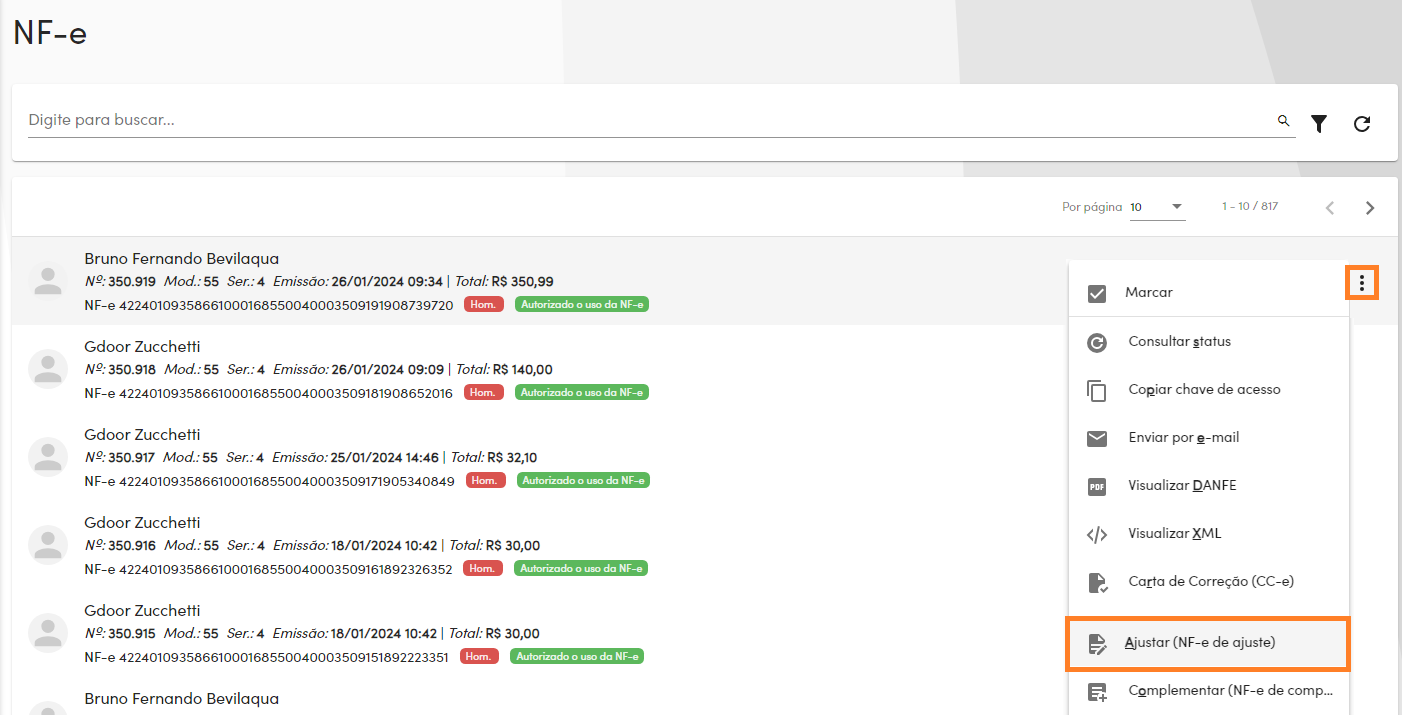 NF-e
Digite para buscar...
Por página 10 1 - 10 / 817
Bruno Fernando Bevilaqua
Nº: 350.919 Mod.: 55 Ser.: 4 Emissão: 26/01/2024 09:34 | Total: R$ 350,99
NF-e 42240109358661000168550040003509191908739720 Hom. Autorizado o uso da NF-e
Gdoor Zucchetti
Nº: 350.918 Mod.: 55 Ser.: 4 Emissão: 26/01/2024 09:09 | Total: R$ 140,00
NF-e 42240109358661000168550040003509181908652016 Hom. Autorizado o uso da NF-e
Gdoor Zucchetti
Nº: 350.917 Mod.: 55 Ser.: 4 Emissão: 25/01/2024 14:46 | Total: R$ 32,10
NF-e 42240109358661000168550040003509171905340849 Hom. Autorizado o uso da NF-e
Gdoor Zucchetti
Nº: 350.916 Mod.: 55 Ser.: 4 Emissão: 18/01/2024 10:42 | Total: R$ 30,00
NF-e 42240109358661000168550040003509161892326352 Hom. Autorizado o uso da NF-e
Gdoor Zucchetti
Nº: 350.915 Mod.: 55 Ser.: 4 Emissão: 18/01/2024 10:42 | Total: R$ 30,00
NF-e 42240109358661000168550040003509151892223351 Hom. Autorizado o uso da NF-e
Bruno Fernando Bevilaqua
Marcar
Consultar status
Copiar chave de acesso
Enviar por e-mail
PDF Visualizar DANFE
Visualizar XML
Carta de Correção (CC-e)
Ajustar (NF-e de ajuste)
Complementar (NF-e de comp...